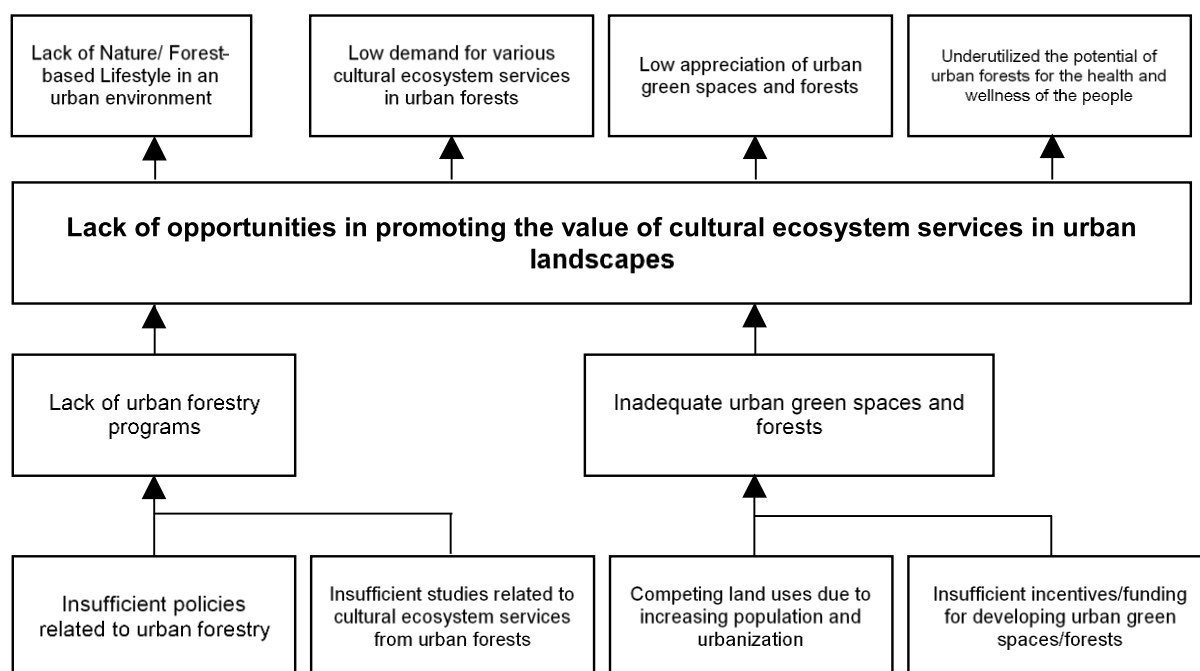 Lack of Nature/ Forest-
based Lifestyle in an
urban environment
Low demand for various
cultural ecosystem services
in urban forests
Low appreciation of urban
green spaces and forests
Underutilized the potential of
urban forests for the health and
wellness of the people
Lack of opportunities in promoting the value of cultural ecosystem services in urban
landscapes
Lack of urban forestry
programs
Inadequate urban green spaces and
forests
Insufficient policies
related to urban forestry
Insufficient studies related to
cultural ecosystem services
from urban forests
Competing land uses due to
increasing population and
urbanization
Insufficient incentives/funding
for developing urban green
spaces/forests